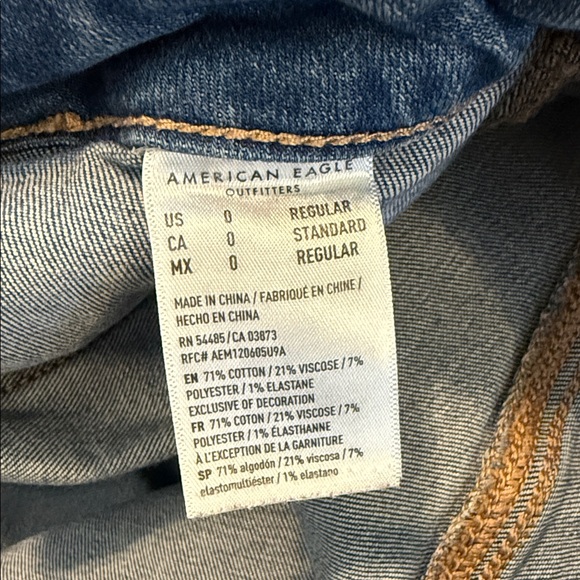 AMERICAN EAGLE
OUTFITTERS
US 0 REGULAR
CA 0 STANDARD
MX 0 REGULAR
MADE IN CHINA / FABRIQUÉ EN CHINE /
HECHO EN CHINA
RN 54485/CA 03873
RFC# AEM120605U9A
EN 71% COTTON / 21% VISCOSE / 7%
POLYESTER / 1% ELASTANE
EXCLUSIVE OF DECORATION
FR 71% COTON / 21% VISCOSE / 7%
POLYESTER / 1% ÉLASTHANNE
À L'EXCEPTION DE LA GARNITURE
SP 71% algodón / 21% viscosa / 7%
elastomultiéster / 1% elastano